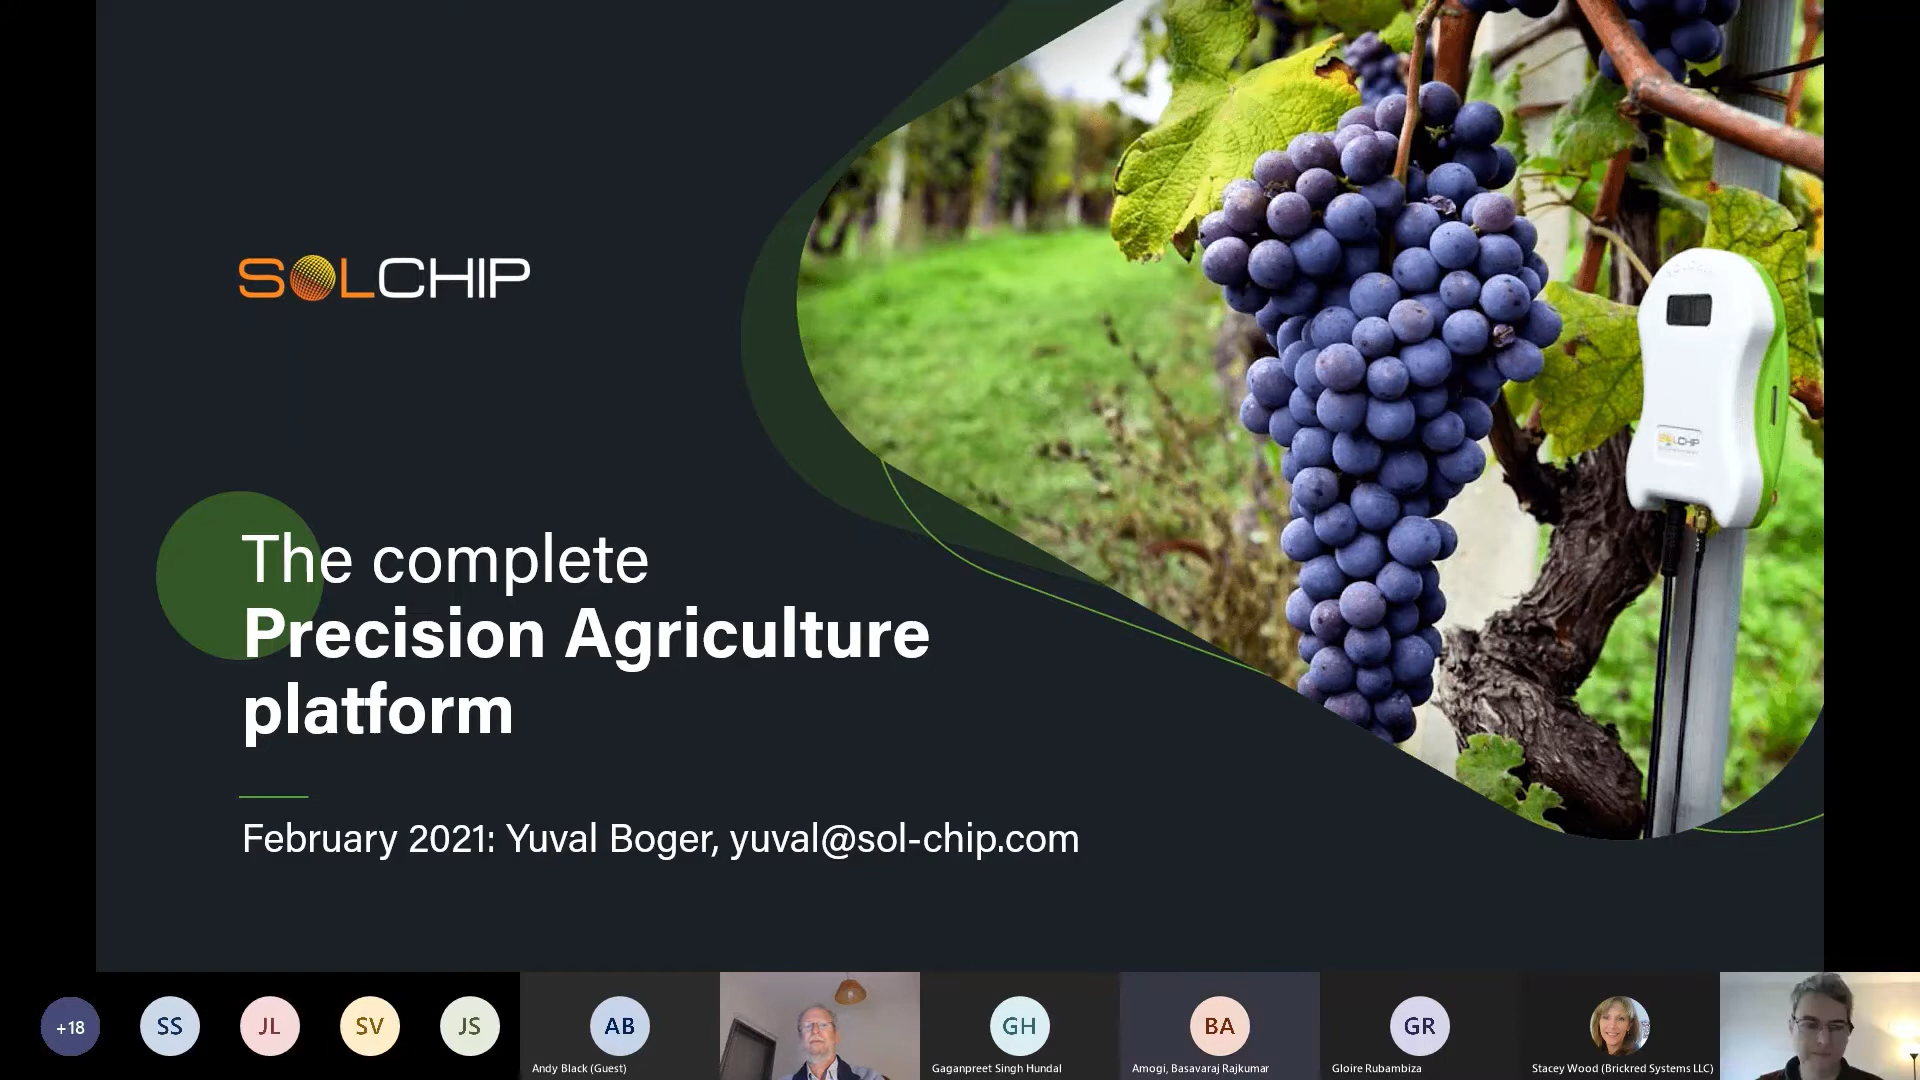 SOLCHIP
The complete
Precision Agriculture
platform
February 2021: Yuval Boger, yuval@sol-chip.com
SOLCHIP
+18
SS
JL
SV
JS
AB
GH
BA
GR
Andy Black (Guest)
Gaganpreet Singh Hundal
Amogi, Basavaraj Rajkumar
Gloire Rubambiza
Stacey Wood (Brickred Systems LLC)